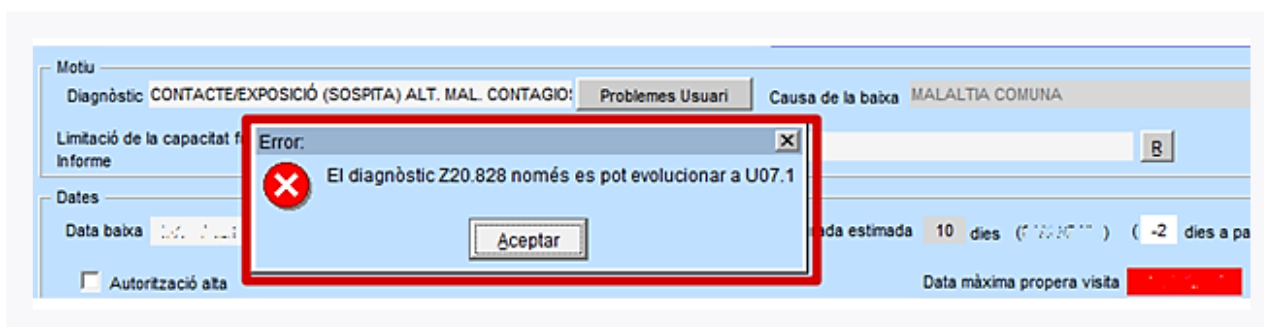 Motiu
Diagnòstic CONTACTE/EXPOSICIÓ (SOSPITA) ALT. MAL. CONTAGIO: Problemes Usuari Causa de la baixa MALALTIA COMUNA
Limitació de la capacitat R
Informe
Error:
El diagnòstic Z20.828 només es pot evolucionar a U07.1
Aceptar
Dates
Data baixa estimada 10 dies ( ) ( -2 dies a pa
Autorització alta Data màxima propera visita